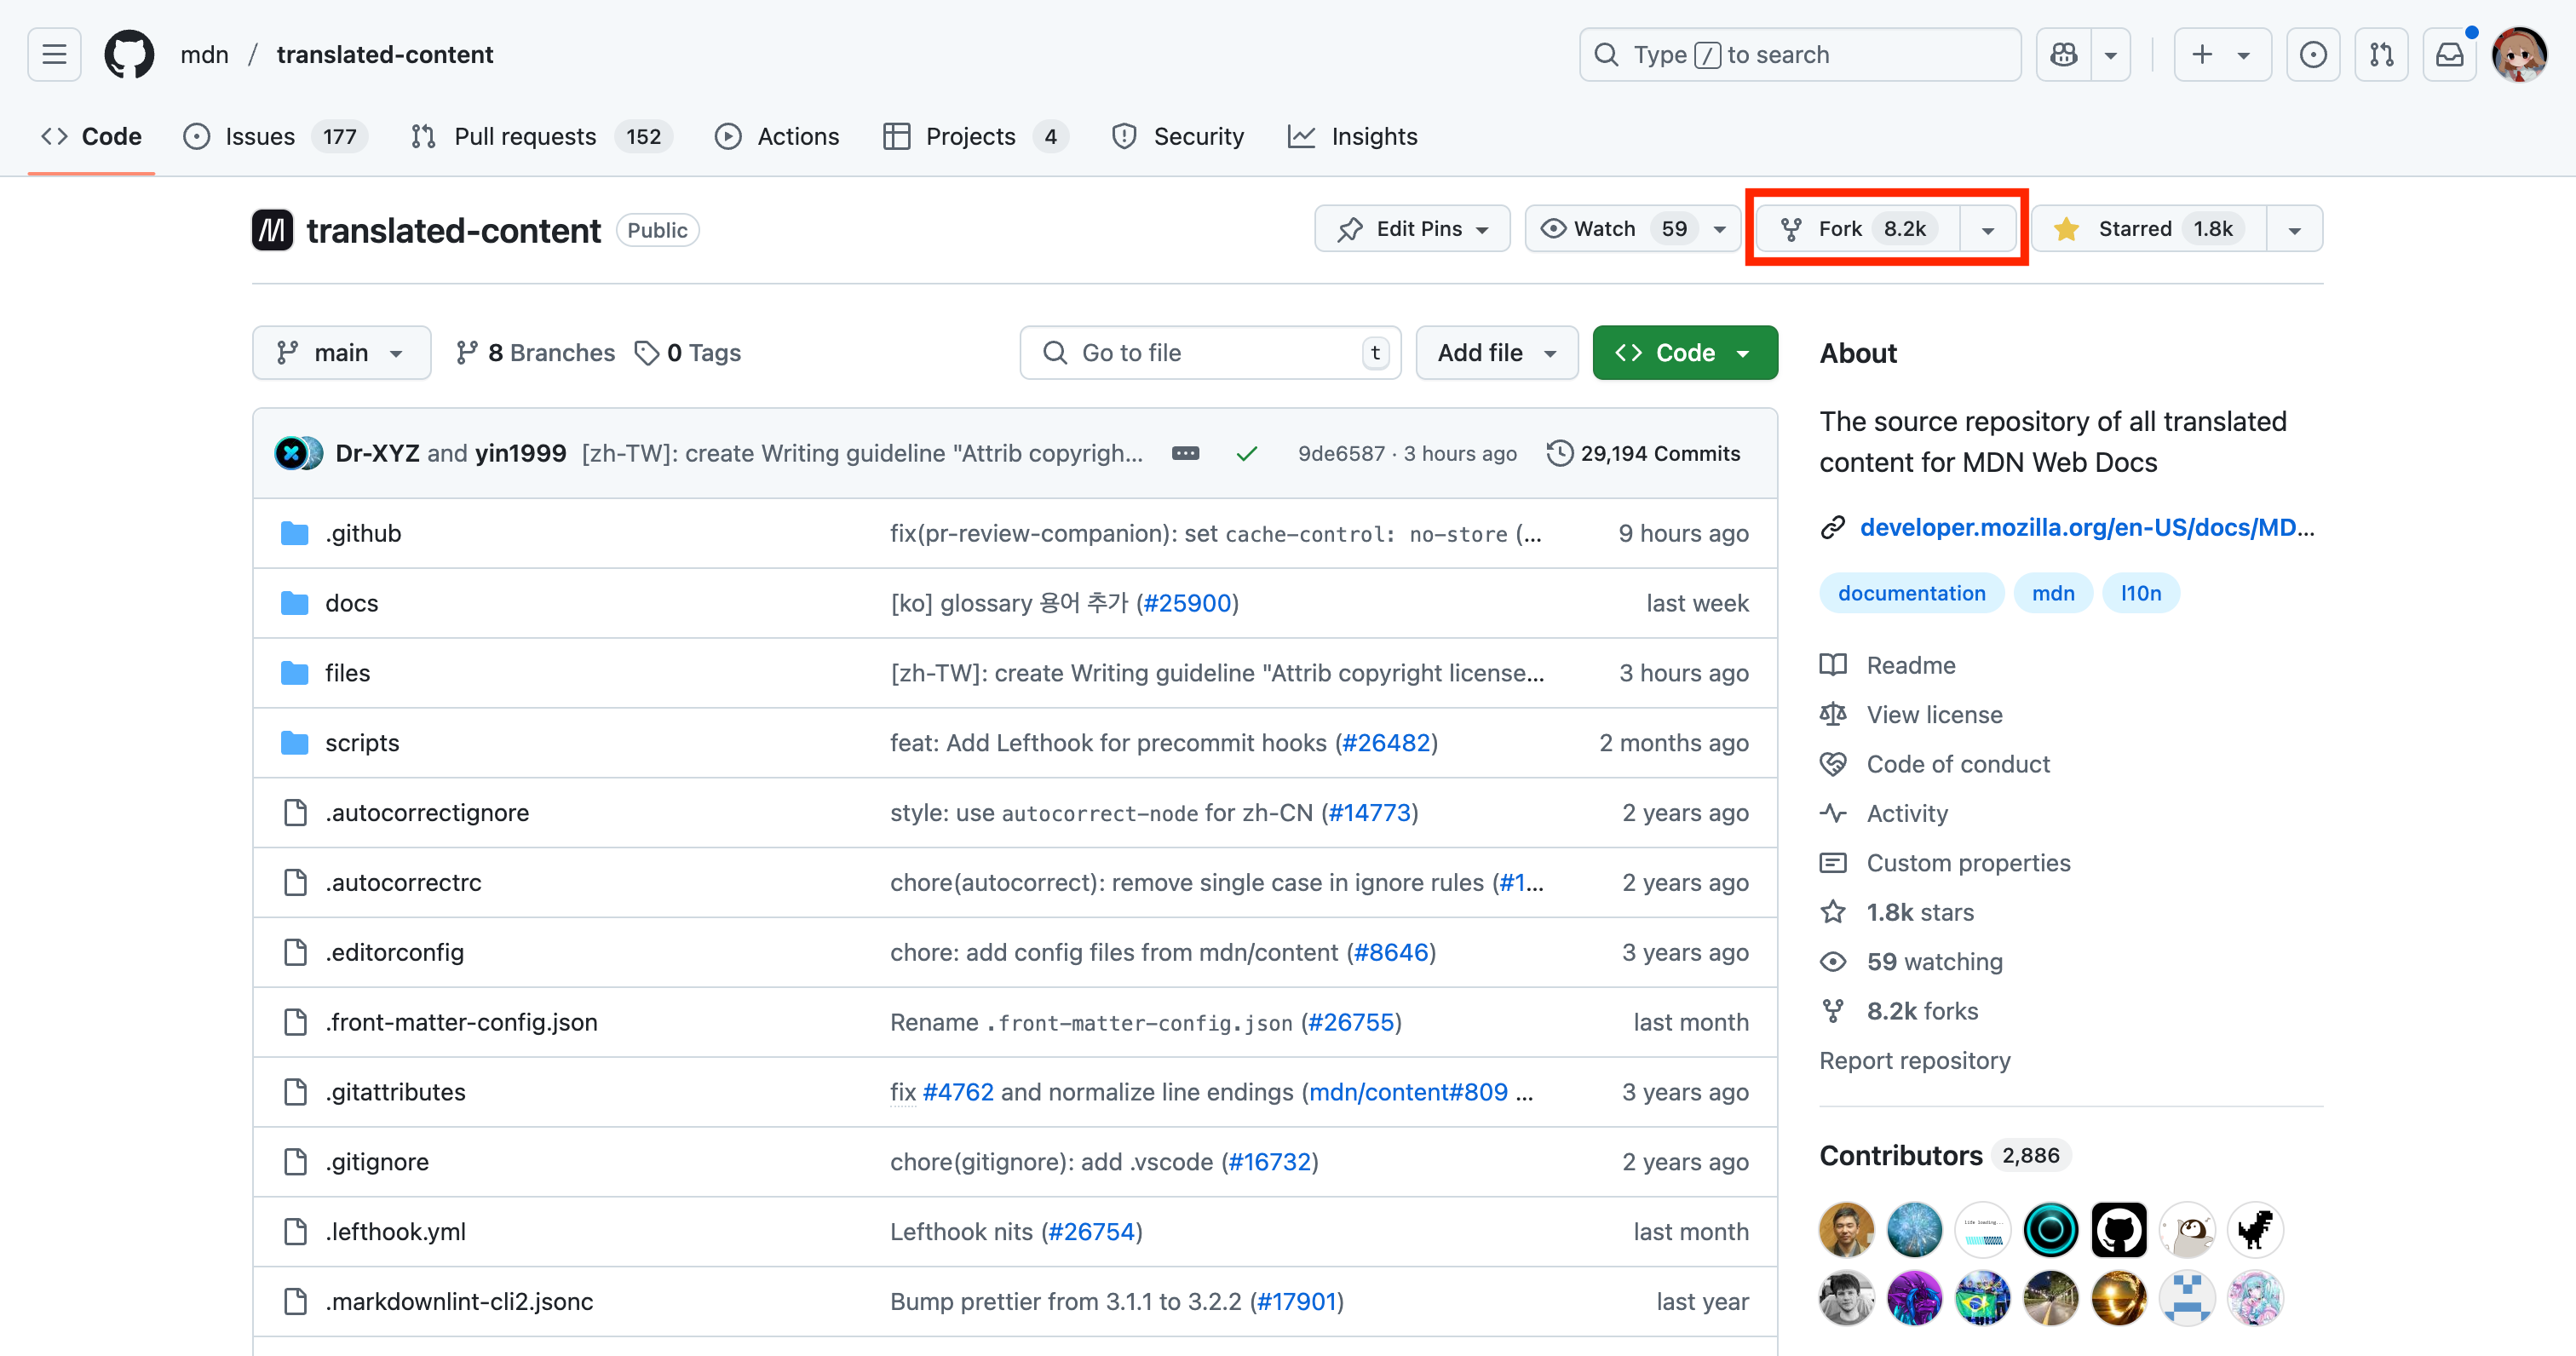 mdn / translated-content
Type / to search
Code
Issues 177
Pull requests 152
Actions
Projects 4
Security
Insights
translated-content Public
Edit Pins
Watch 59
Fork 8.2k
Starred 1.8k
main
8 Branches
0 Tags
Go to file t
Add file
Code
Dr-XYZ and yin1999 [zh-TW]: create Writing guideline "Attrib copyrigh... 9de6587 · 3 hours ago 29,194 Commits
.github fix(pr-review-companion): set cache-control: no-store (... 9 hours ago
docs [ko] glossary 용어 추가 (#25900) last week
files [zh-TW]: create Writing guideline "Attrib copyright license... 3 hours ago
scripts feat: Add Lefthook for precommit hooks (#26482) 2 months ago
.autocorrectignore style: use autocorrect-node for zh-CN (#14773) 2 years ago
.autocorrectrc chore(autocorrect): remove single case in ignore rules (#1... 2 years ago
.editorconfig chore: add config files from mdn/content (#8646) 3 years ago
.front-matter-config.json Rename .front-matter-config.json (#26755) last month
.gitattributes fix #4762 and normalize line endings (mdn/content#809 ... 3 years ago
.gitignore chore(gitignore): add .vscode (#16732) 2 years ago
.lefthook.yml Lefthook nits (#26754) last month
.markdownlint-cli2.jsonc Bump prettier from 3.1.1 to 3.2.2 (#17901) last year
About
The source repository of all translated
content for MDN Web Docs
developer.mozilla.org/en-US/docs/MD...
documentation mdn l10n
Readme
View license
Code of conduct
Activity
Custom properties
1.8k stars
59 watching
8.2k forks
Report repository
Contributors 2,886
life loading...